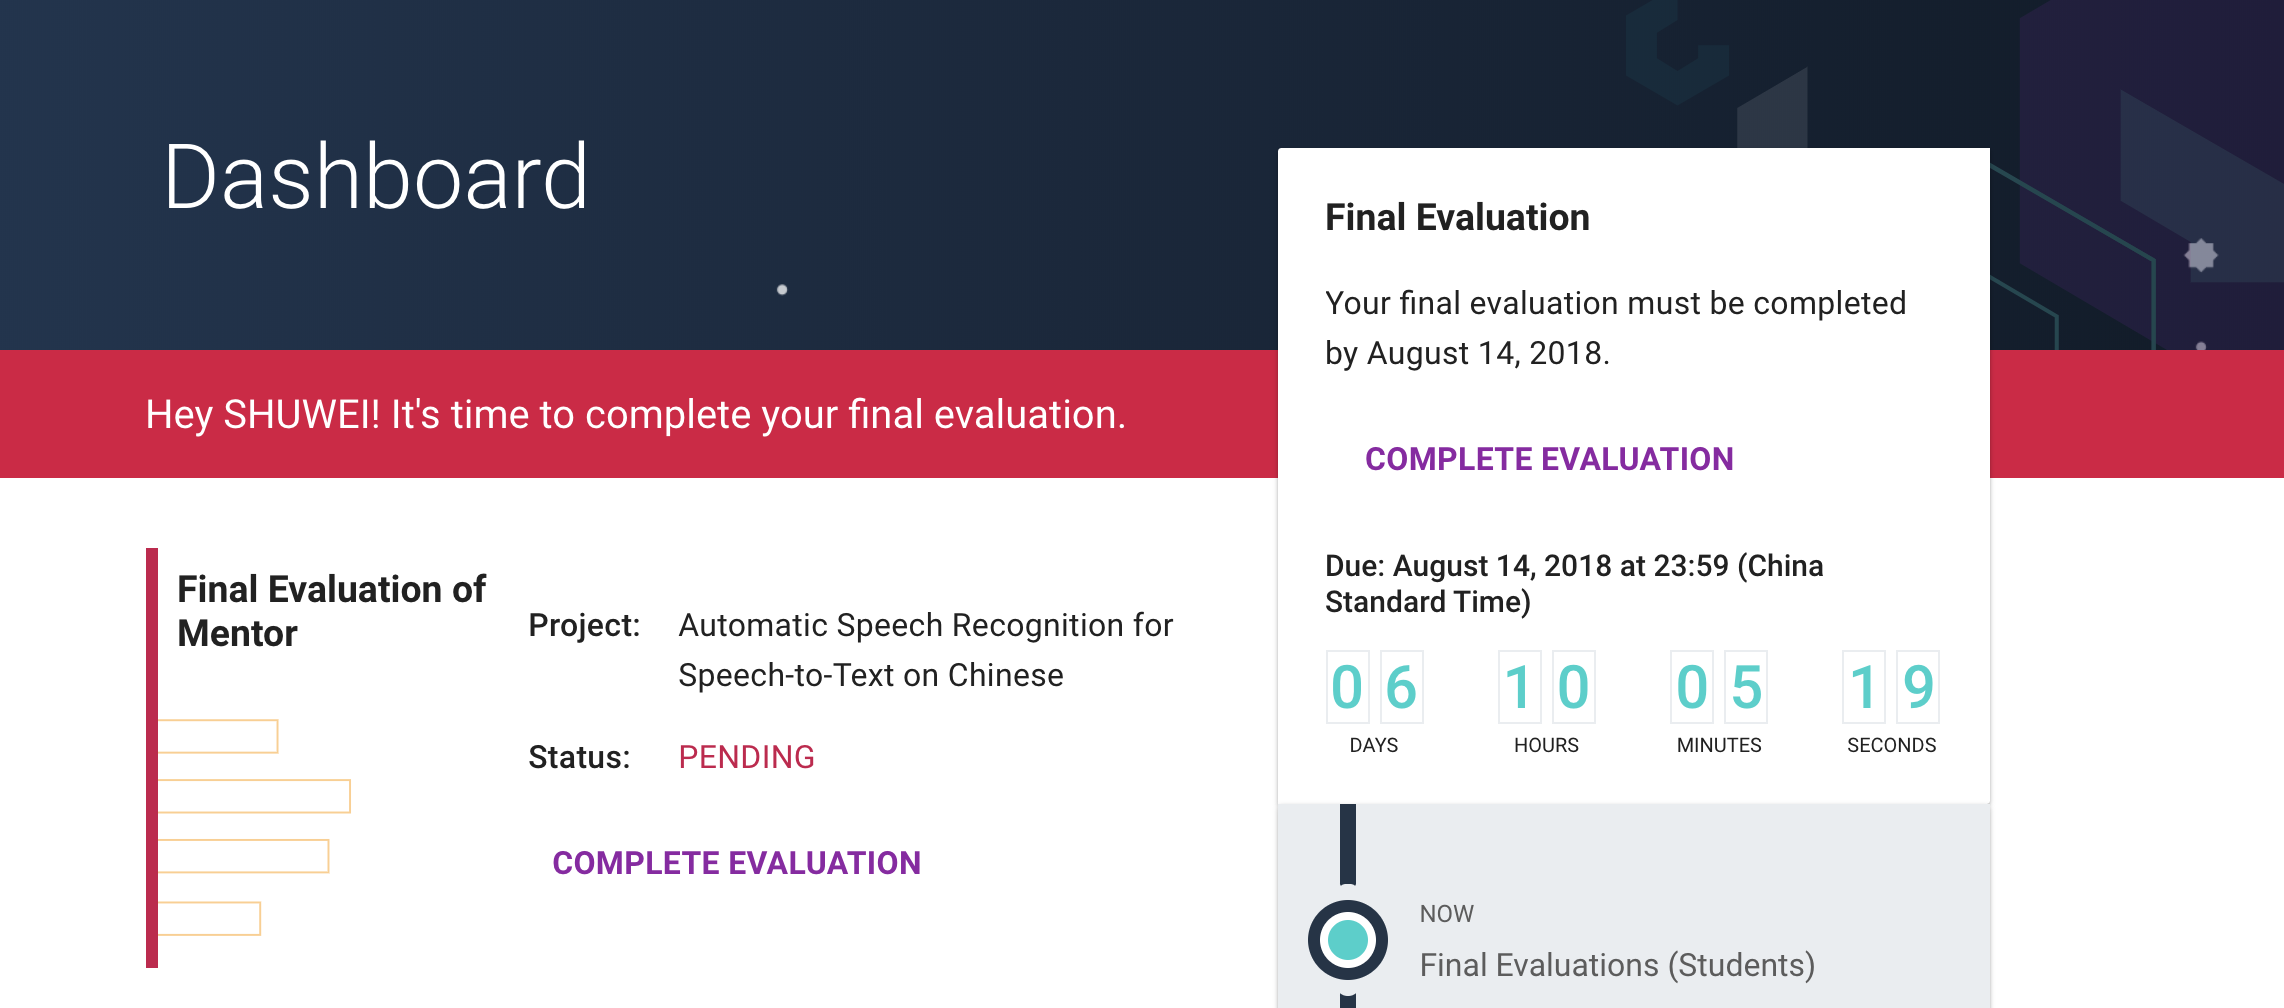 Dashboard
Hey SHUWEI! It's time to complete your final evaluation.
Final Evaluation of
Mentor
Project: Automatic Speech Recognition for
Speech-to-Text on Chinese
Status: PENDING
COMPLETE EVALUATION
Final Evaluation
Your final evaluation must be completed
by August 14, 2018.
COMPLETE EVALUATION
Due: August 14, 2018 at 23:59 (China
Standard Time)
06 10 05 19
DAYS HOURS MINUTES SECONDS
NOW
Final Evaluations (Students)